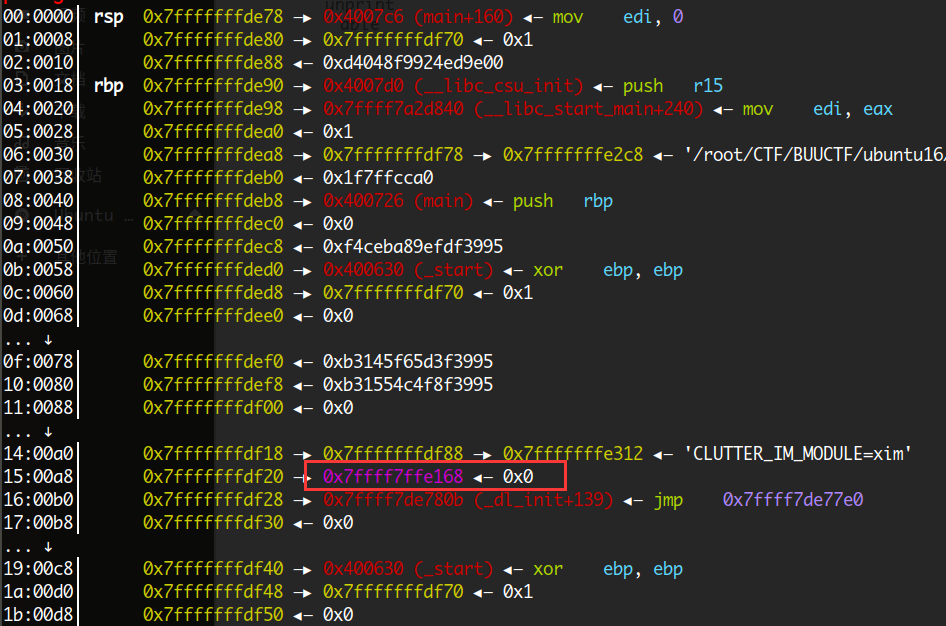 00:0000│ rsp  0x7fffffffde78 —▸ 0x4007c6 (main+160) ◂— mov    edi, 0
01:0008│      0x7fffffffde80 —▸ 0x7fffffffdf70 ◂— 0x1
02:0010│      0x7fffffffde88 ◂— 0xd4048f9924ed9e00
03:0018│ rbp  0x7fffffffde90 —▸ 0x4007d0 (__libc_csu_init) ◂— push   r15
04:0020│      0x7fffffffde98 —▸ 0x7ffff7a2d840 (__libc_start_main+240) ◂— mov    edi, eax
05:0028│      0x7fffffffdea0 ◂— 0x1
06:0030│      0x7fffffffdea8 —▸ 0x7fffffffdf78 —▸ 0x7fffffffe2c8 ◂— '/root/CTF/BUUCTF/ubuntu16/
07:0038│      0x7fffffffdeb0 ◂— 0x1f7ffcca0
08:0040│      0x7fffffffdeb8 —▸ 0x400726 (main) ◂— push   rbp
09:0048│      0x7fffffffdec0 ◂— 0x0
0a:0050│      0x7fffffffdec8 ◂— 0xf4ceba89efdf3995
0b:0058│      0x7fffffffded0 —▸ 0x400630 (_start) ◂— xor    ebp, ebp
0c:0060│      0x7fffffffded8 —▸ 0x7fffffffdf70 ◂— 0x1
0d:0068│      0x7fffffffdee0 ◂— 0x0
... ↓
0f:0078│      0x7fffffffdef0 ◂— 0xb3145f65d3f3995
10:0080│      0x7fffffffdef8 ◂— 0xb31554c4f8f3995
11:0088│      0x7fffffffdf00 ◂— 0x0
... ↓
14:00a0│      0x7fffffffdf18 —▸ 0x7fffffffdf88 —▸ 0x7fffffffe312 ◂— 'CLUTTER_IM_MODULE=xim'
15:00a8│      0x7fffffffdf20 —▸ 0x7ffff7ffe168 ◂— 0x0
16:00b0│      0x7fffffffdf28 —▸ 0x7ffff7de780b (_dl_init+139) ◂— jmp    0x7ffff7de77e0
17:00b8│      0x7fffffffdf30 ◂— 0x0
... ↓
19:00c8│      0x7fffffffdf40 —▸ 0x400630 (_start) ◂— xor    ebp, ebp
1a:00d0│      0x7fffffffdf48 —▸ 0x7fffffffdf70 ◂— 0x1
1b:00d8│      0x7fffffffdf50 ◂— 0x0